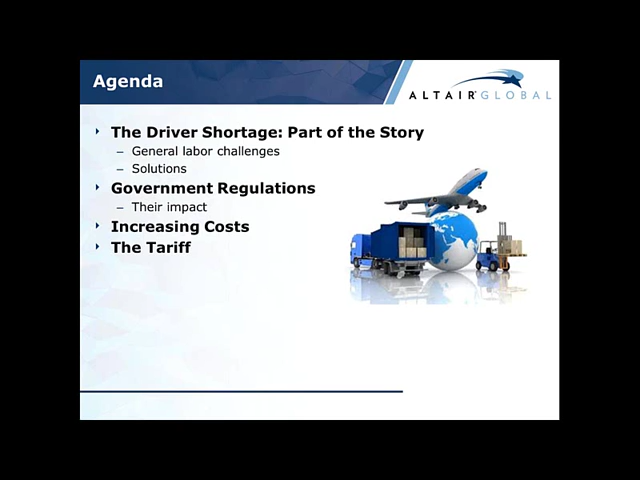 Agenda
ALTAIR GLOBAL
The Driver Shortage: Part of the Story
– General labor challenges
– Solutions
Government Regulations
– Their impact
Increasing Costs
The Tariff